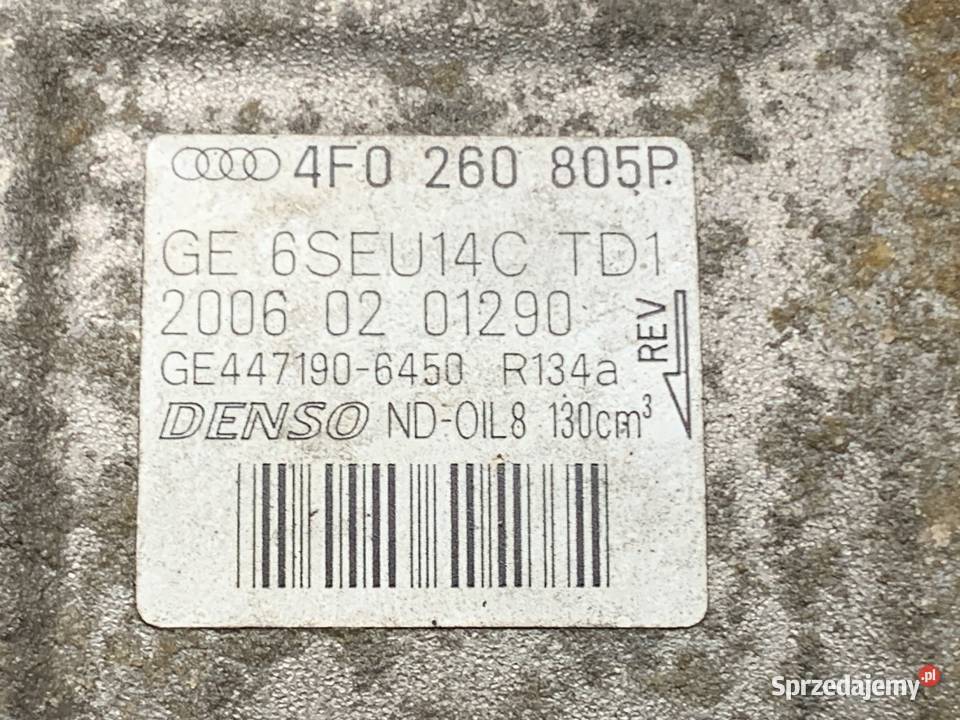 4F0 260 805P
GE 6SEU14C TD1
2006 02 01290
GE447190-6450 R134a
DENSO ND-OIL8 130cm³
REV
Sprzedajemy.pl